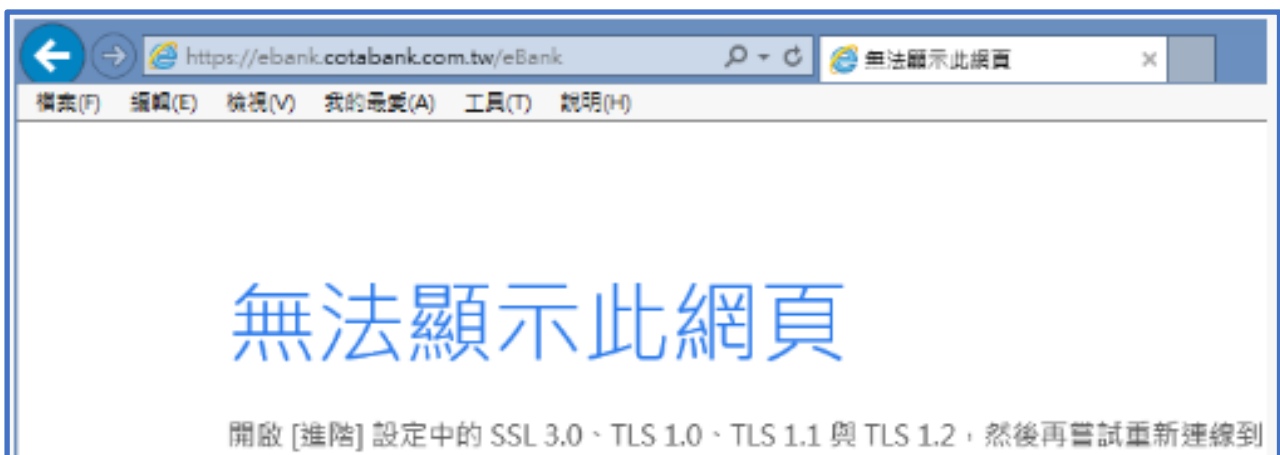 https://ebank.cotabank.com.tw/eBank
無法顯示此網頁
檔案(F) 編輯(E) 檢視(V) 我的最愛(A) 工具(T) 說明(H)
無法顯示此網頁
開啟 [進階] 設定中的 SSL 3.0、TLS 1.0、TLS 1.1 與 TLS 1.2，然後再嘗試重新連線到